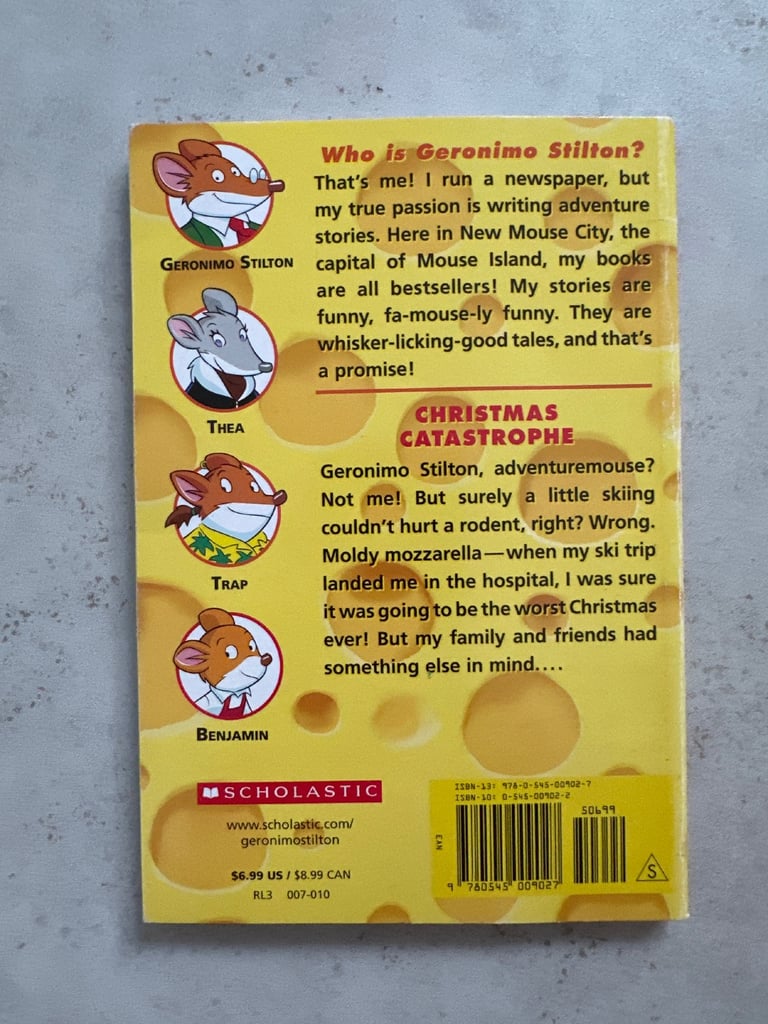 GERONIMO STILTON
THEA
TRAP
BENJAMIN
Who is Geronimo Stilton?
That's me! I run a newspaper, but
my true passion is writing adventure
stories. Here in New Mouse City, the
capital of Mouse Island, my books
are all bestsellers! My stories are
funny, fa-mouse-ly funny. They are
whisker-licking-good tales, and that's
a promise!
CHRISTMAS
CATASTROPHE
Geronimo Stilton, adventuremouse?
Not me! But surely a little skiing
couldn't hurt a rodent, right? Wrong.
Moldy mozzarella—when my ski trip
landed me in the hospital, I was sure
it was going to be the worst Christmas
ever! But my family and friends had
something else in mind....
SCHOLASTIC
www.scholastic.com/
geronimostilton
$6.99 US / $8.99 CAN
RL3 007-010
ISBN-13: 978-0-545-00902-7
ISBN-10: 0-545-00902-2
50699
EAN
9 780545 009027
S